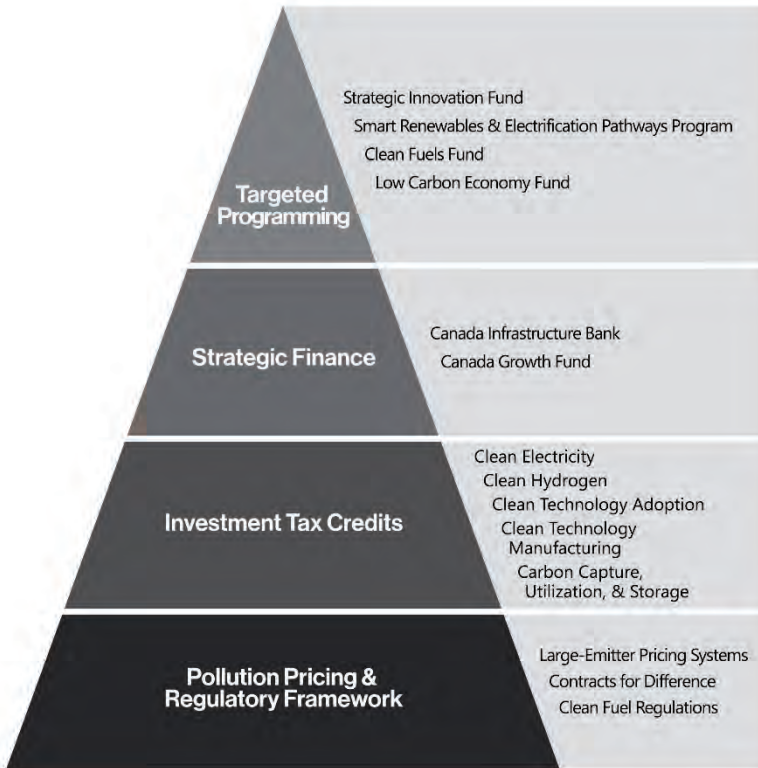 Strategic Innovation Fund
Smart Renewables & Electrification Pathways Program
Clean Fuels Fund
Low Carbon Economy Fund
Targeted
Programming
Canada Infrastructure Bank
Strategic Finance
Canada Growth Fund
Clean Electricity
Clean Hydrogen
Clean Technology Adoption
Investment Tax Credits
Clean Technology
Manufacturing
Carbon Capture,
Utilization, & Storage
Pollution Pricing &
Regulatory Framework
Large-Emitter Pricing Systems
Contracts for Difference
Clean Fuel Regulations